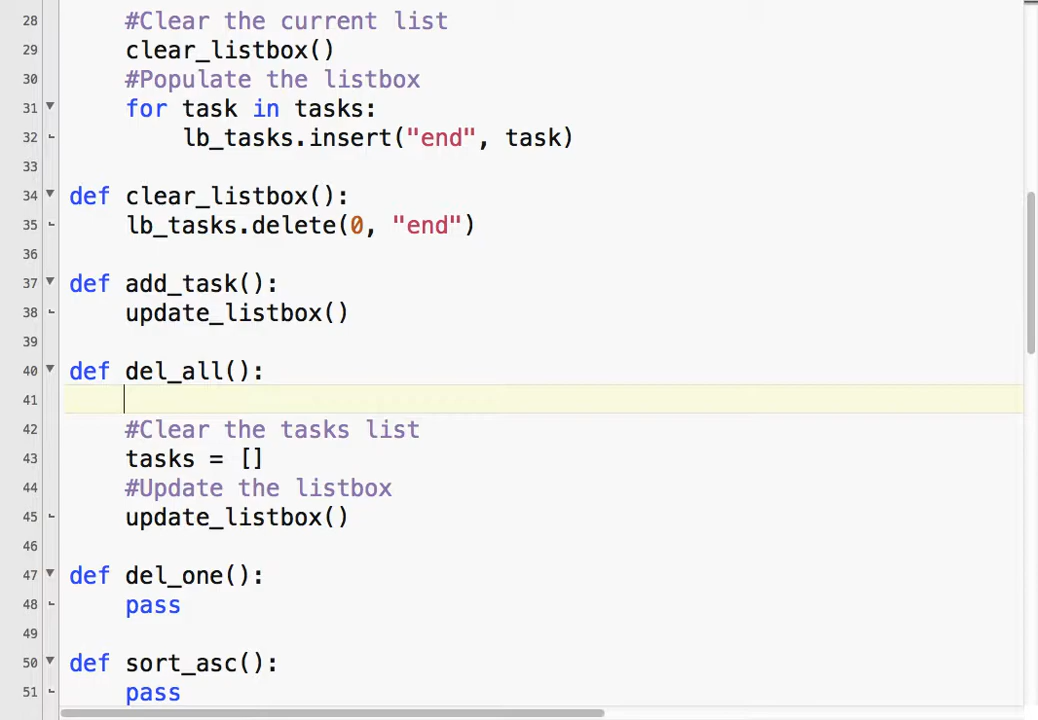 28 #Clear the current list
29 clear_listbox()
30 #Populate the listbox
31 for task in tasks:
32 lb_tasks.insert("end", task)
33
34 def clear_listbox():
35 lb_tasks.delete(0, "end")
36
37 def add_task():
38 update_listbox()
39
40 def del_all():
41
42 #Clear the tasks list
43 tasks = []
44 #Update the listbox
45 update_listbox()
46
47 def del_one():
48 pass
49
50 def sort_asc():
51 pass